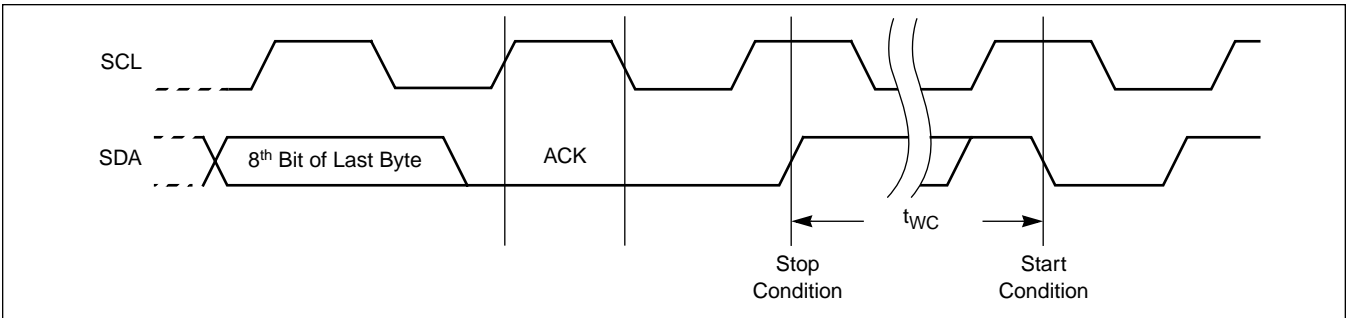 SCL
SDA
8th Bit of Last Byte
ACK
tWC
Stop
Condition
Start
Condition